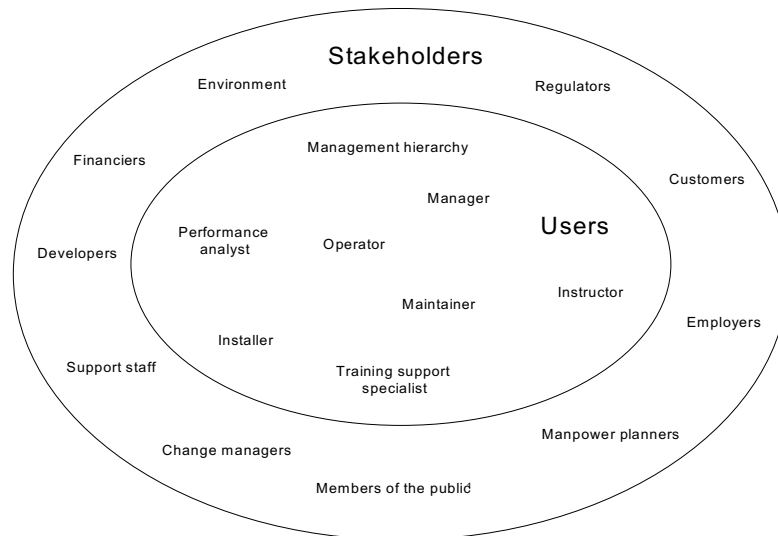 Stakeholders
Environment
Regulators
Management hierarchy
Financiers
Customers
Manager
Users
Performance
analyst
Operator
Developers
Instructor
Maintainer
Employers
Installer
Support staff
Training support
specialist
Manpower planners
Change managers
Members of the public